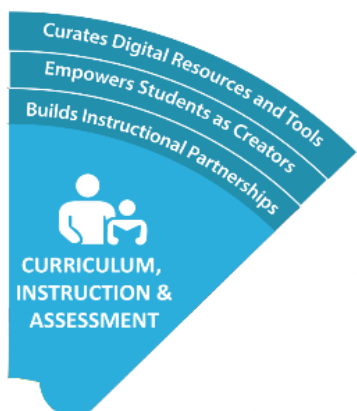 Curates Digital Resources and Tools
Empowers Students as Creators
Builds Instructional Partnerships
CURRICULUM,
INSTRUCTION &
ASSESSMENT